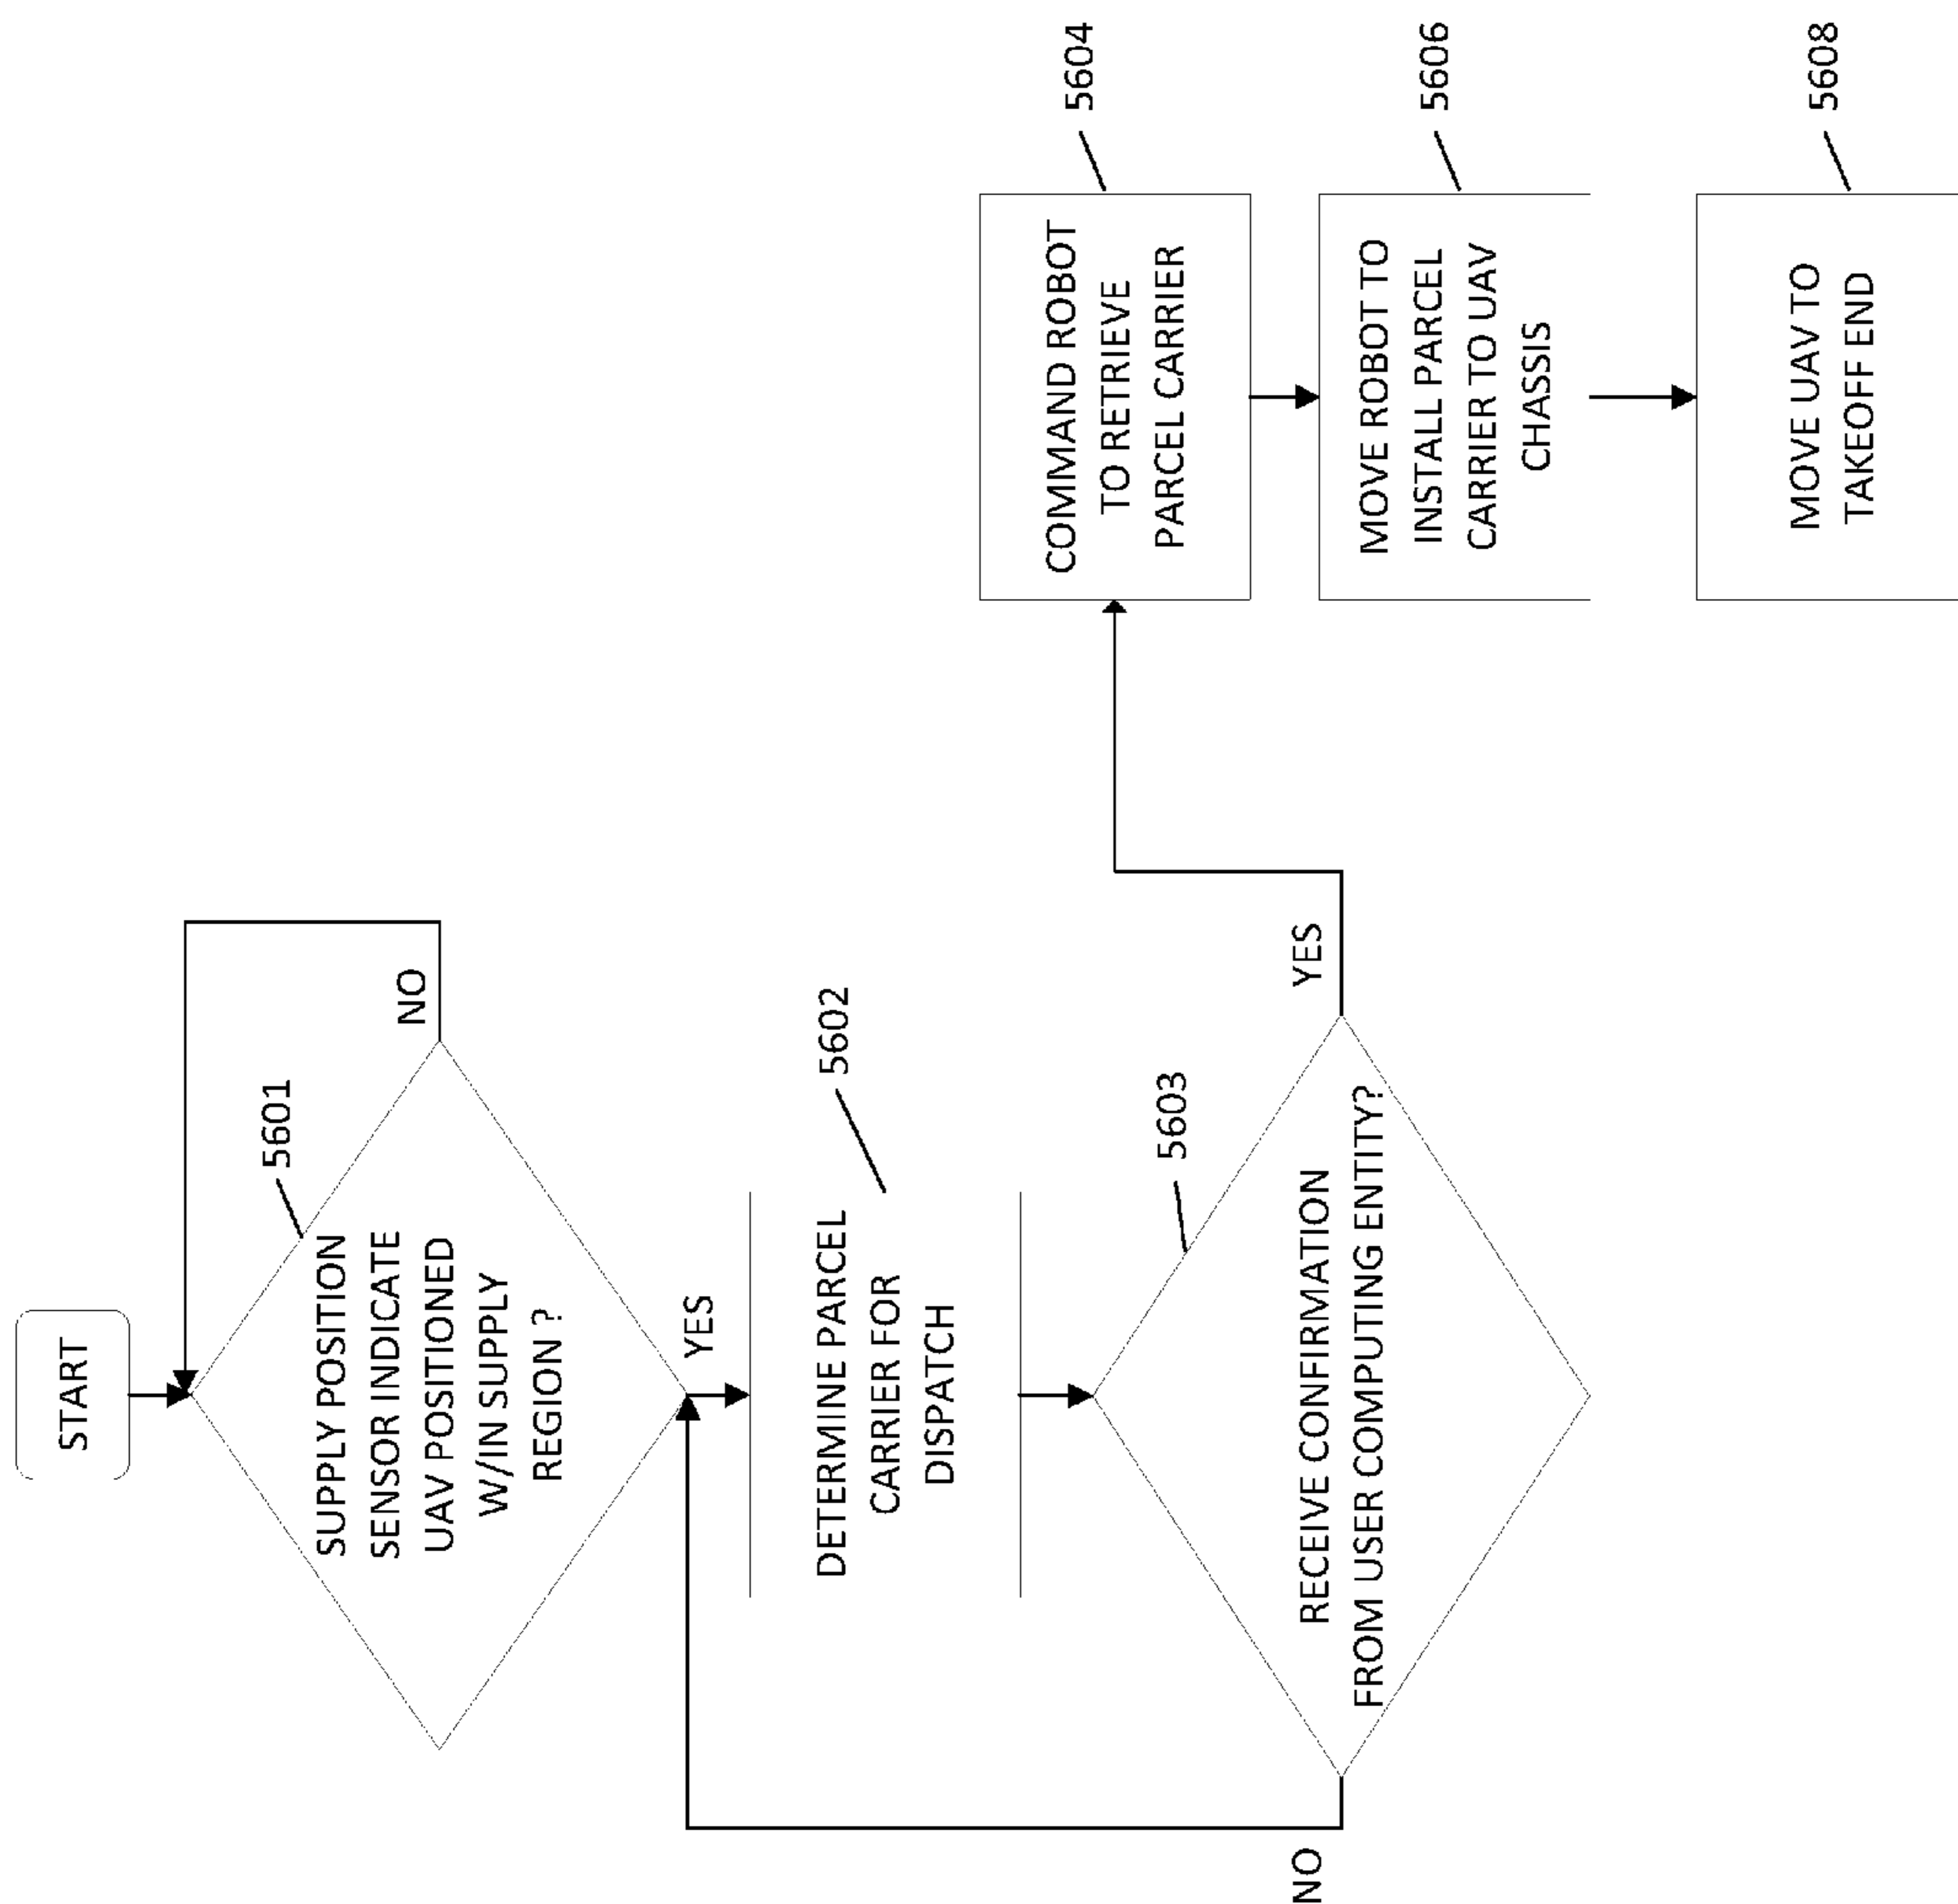 START
5601
SUPPLY POSITION
SENSOR INDICATE
UAV POSITIONED
W/IN SUPPLY
REGION ?
NO
YES
5602
DETERMINE PARCEL
CARRIER FOR
DISPATCH
5603
RECEIVE CONFIRMATION
FROM USER COMPUTING ENTITY?
NO
YES
5604
COMMAND ROBOT
TO RETRIEVE
PARCEL CARRIER
5606
MOVE ROBOT TO
INSTALL PARCEL
CARRIER TO UAV
CHASSIS
5608
MOVE UAV TO
TAKEOFF END